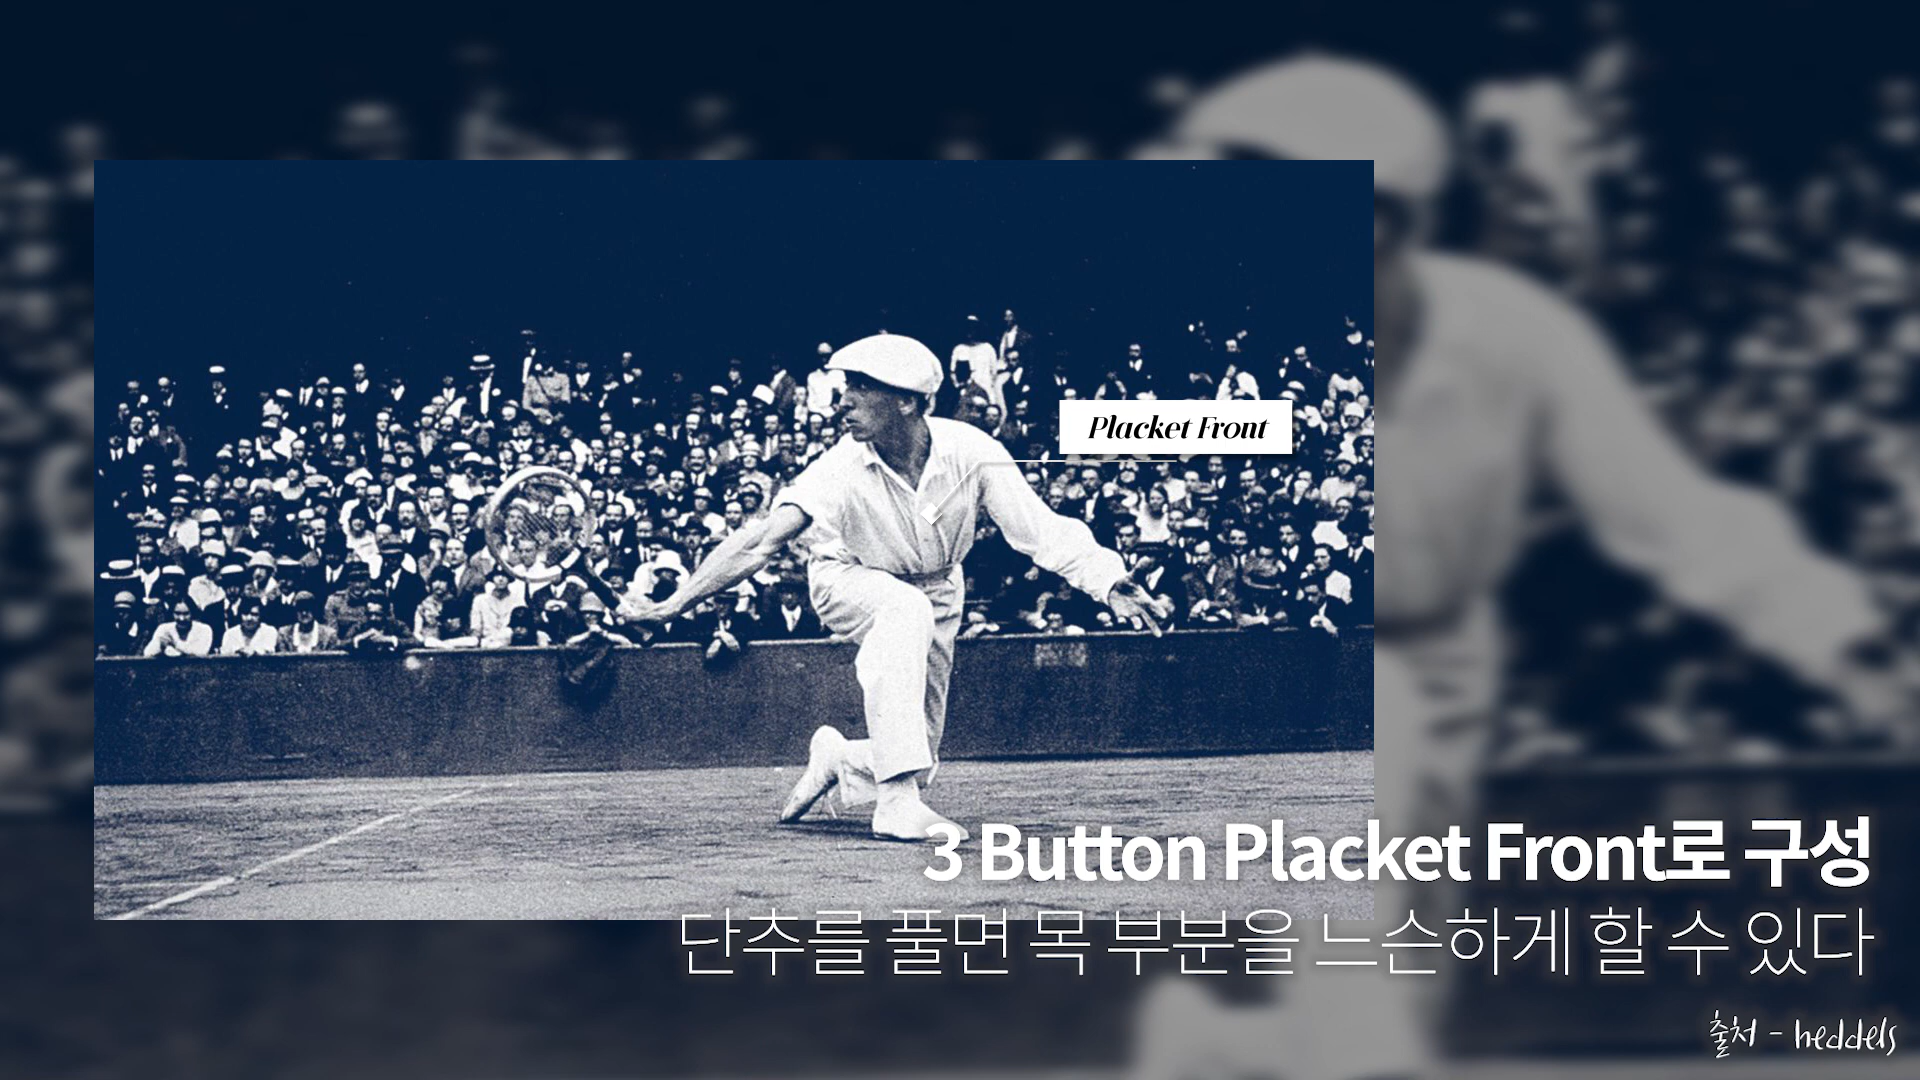 Placket Front
3 Button Placket Front로 구성
단추를 풀면 목 부분을 느슨하게 할 수 있다
출처 - heddels